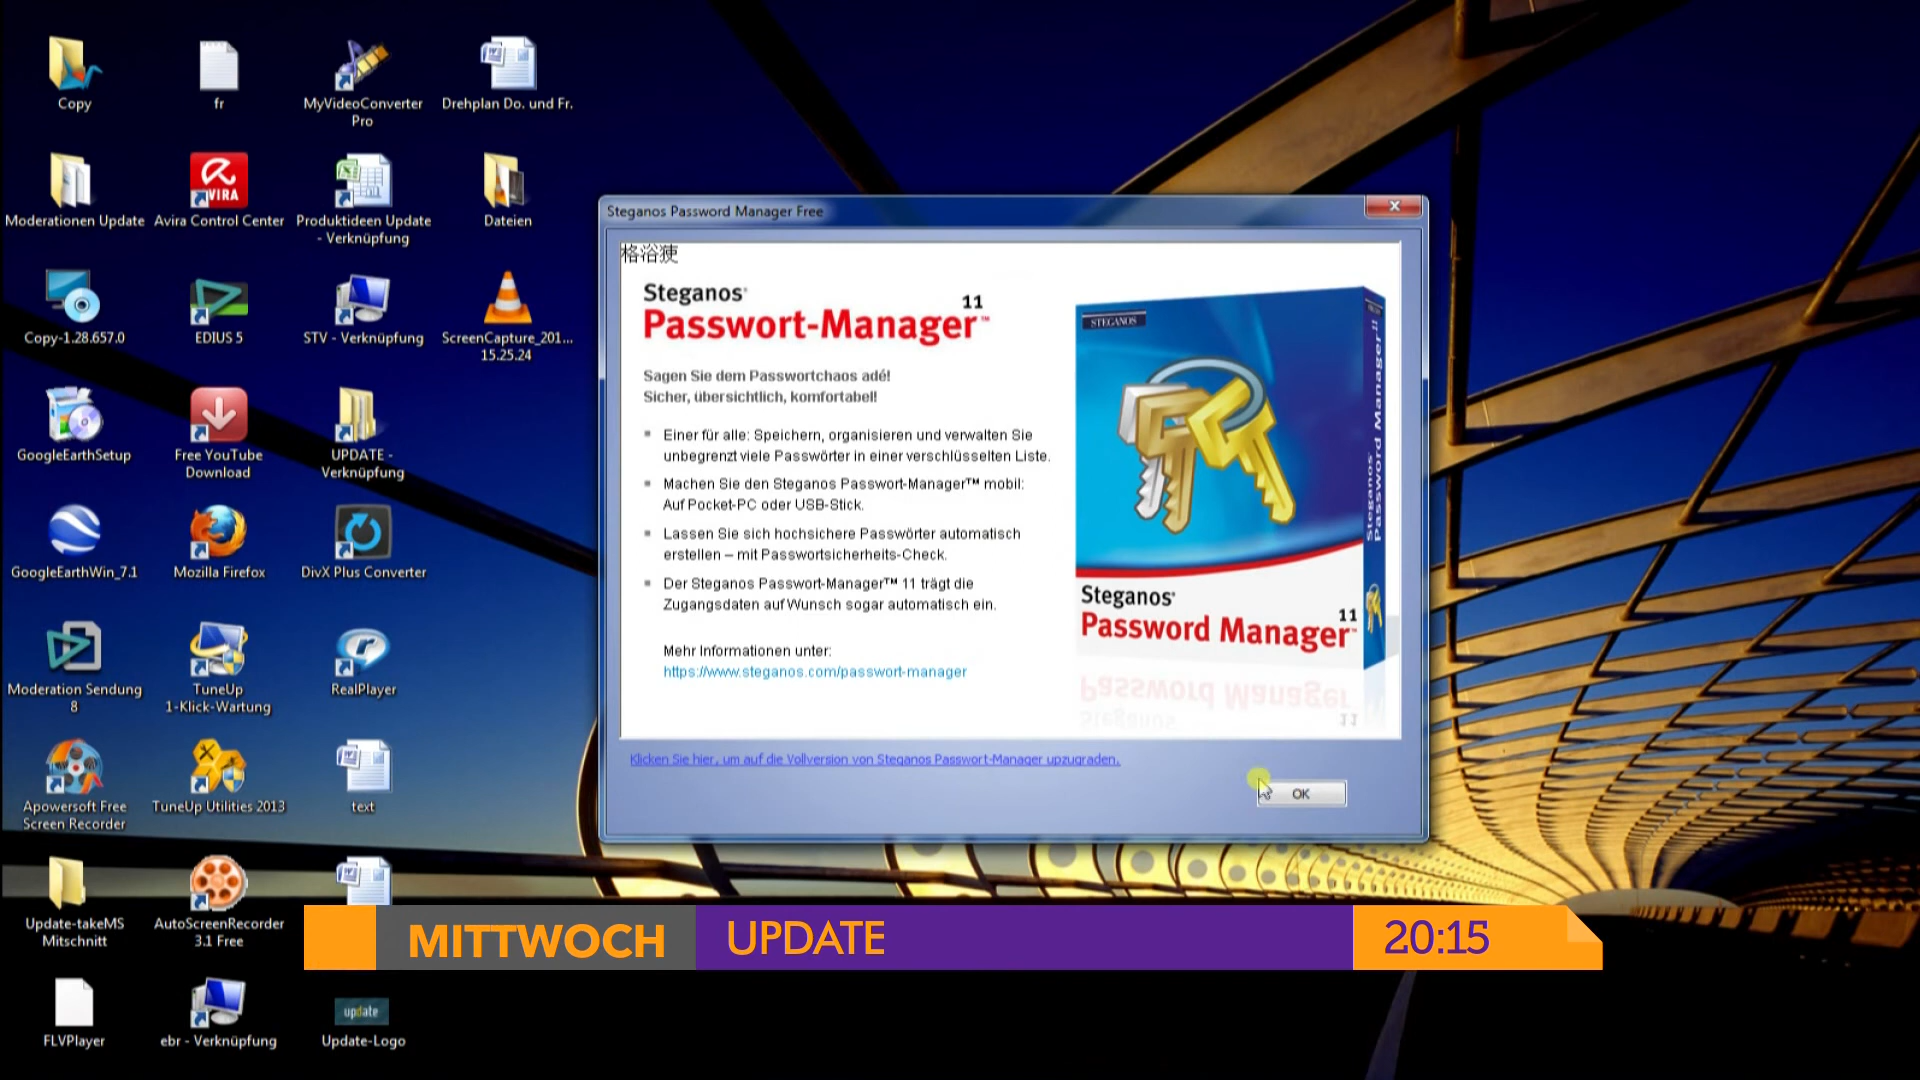 Copy
fr
MyVideoConverter
Pro
Drehplan Do. und Fr.
Moderationen Update
AVIRA
Avira Control Center
Produktideen Update
- Verknüpfung
Dateien
Copy-1.28.657.0
EDIUS 5
STV - Verknüpfung
ScreenCapture_201...
15.25.24
GoogleEarthSetup
Free YouTube
Download
UPDATE -
Verknüpfung
GoogleEarthWin_7.1
Mozilla Firefox
DivX Plus Converter
Moderation Sendung
8
TuneUp
1-Klick-Wartung
RealPlayer
Apowersoft Free
Screen Recorder
TuneUp Utilities 2013
text
Update-takeMS
Mitschnitt
AutoScreenRecorder
3.1 Free
FLVPlayer
ebr - Verknüpfung
update
Update-Logo
Steganos Password Manager Free
Steganos®
Passwort-Manager™ 11
Sagen Sie dem Passwortchaos adé!
Sicher, übersichtlich, komfortabel!
Einer für alle: Speichern, organisieren und verwalten Sie
unbegrenzt viele Passwörter in einer verschlüsselten Liste.
Machen Sie den Steganos Passwort-Manager™ mobil:
Auf Pocket-PC oder USB-Stick.
Lassen Sie sich hochsichere Passwörter automatisch
erstellen – mit Passwortsicherheits-Check.
Der Steganos Passwort-Manager™ 11 trägt die
Zugangsdaten auf Wunsch sogar automatisch ein.
Mehr Informationen unter:
https://www.steganos.com/passwort-manager
STEGANOS
Steganos®
Password Manager™ 11
Steganos®
Password Manager 11
Klicken Sie hier, um auf die Vollversion von Steganos Passwort-Manager upzugraden.
OK
MITTWOCH UPDATE 20:15